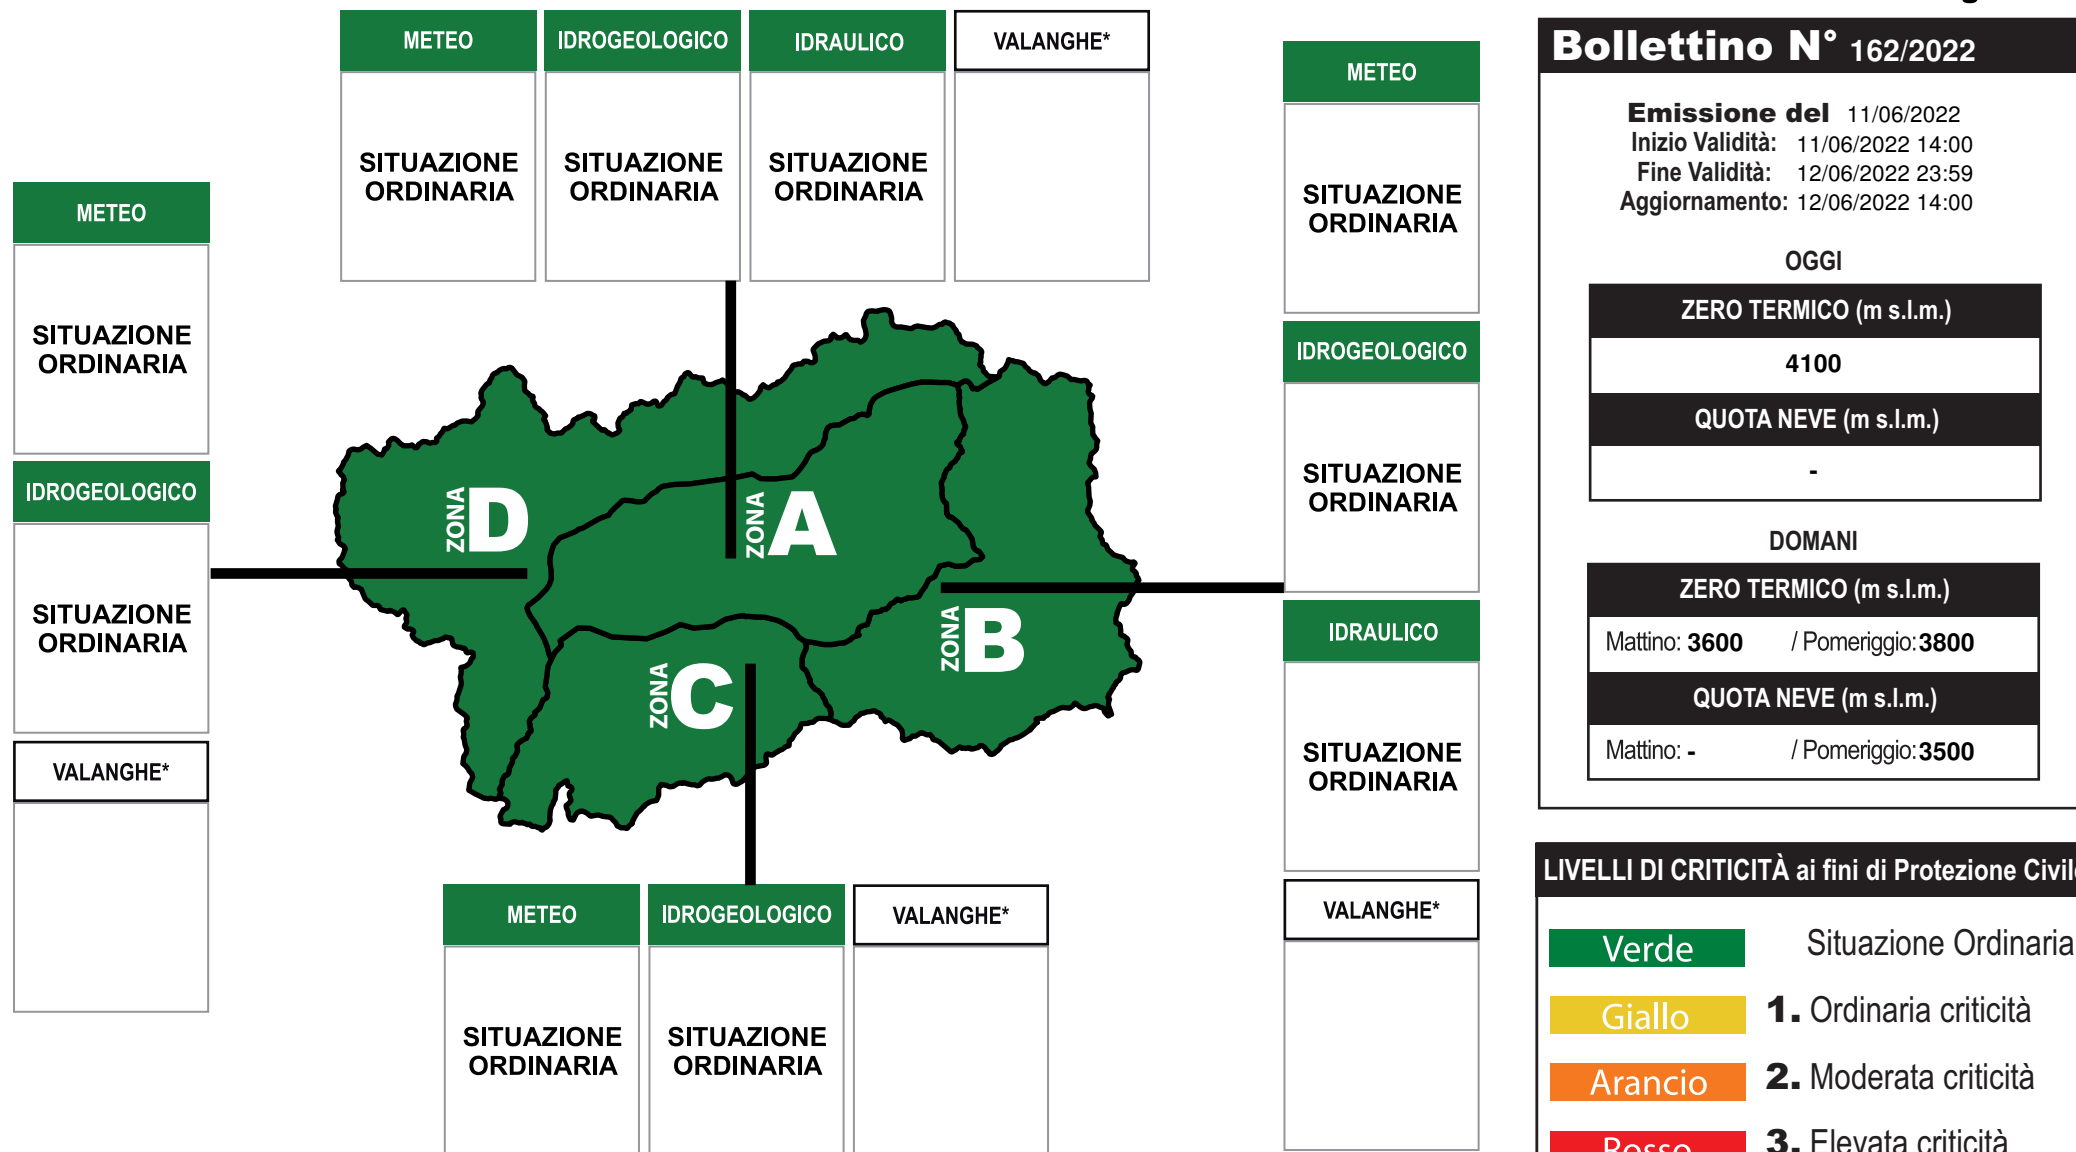 METEO
IDROGEOLOGICO
IDRAULICO
VALANGHE*
SITUAZIONE
ORDINARIA
SITUAZIONE
ORDINARIA
SITUAZIONE
ORDINARIA
METEO
SITUAZIONE
ORDINARIA
IDROGEOLOGICO
SITUAZIONE
ORDINARIA
VALANGHE*
ZONA D
ZONA A
ZONA B
ZONA C
METEO
SITUAZIONE
ORDINARIA
IDROGEOLOGICO
SITUAZIONE
ORDINARIA
IDRAULICO
SITUAZIONE
ORDINARIA
VALANGHE*
METEO
IDROGEOLOGICO
VALANGHE*
SITUAZIONE
ORDINARIA
SITUAZIONE
ORDINARIA
Bollettino N° 162/2022
Emissione del 11/06/2022
Inizio Validità: 11/06/2022 14:00
Fine Validità: 12/06/2022 23:59
Aggiornamento: 12/06/2022 14:00
OGGI
ZERO TERMICO (m s.l.m.)
4100
QUOTA NEVE (m s.l.m.)
-
DOMANI
ZERO TERMICO (m s.l.m.)
Mattino: 3600 / Pomeriggio: 3800
QUOTA NEVE (m s.l.m.)
Mattino: - / Pomeriggio: 3500
LIVELLI DI CRITICITÀ ai fini di Protezione Civile
Verde Situazione Ordinaria
Giallo 1. Ordinaria criticità
Arancio 2. Moderata criticità
Rosso 3. Elevata criticità